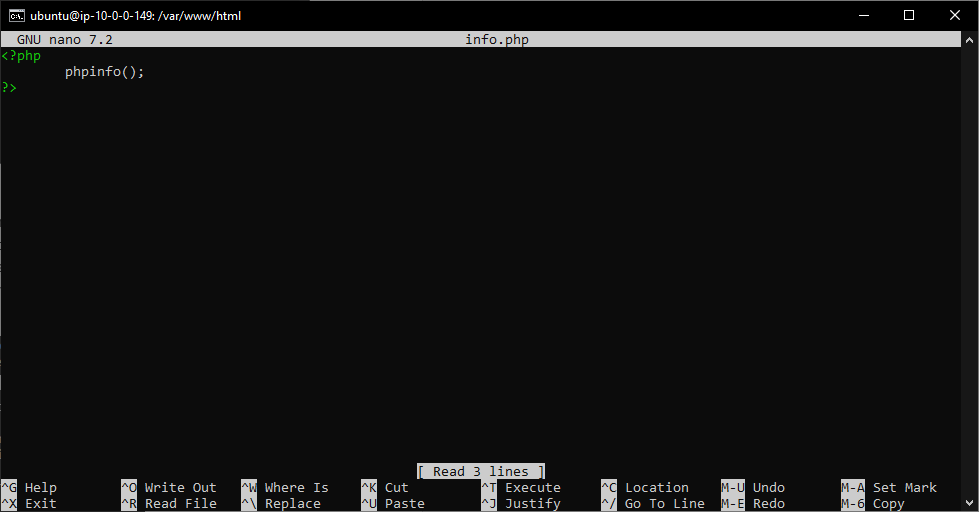 ubuntu@ip-10-0-0-149: /var/www/html
GNU nano 7.2 info.php
<?php
phpinfo();
?>
[ Read 3 lines ]
^G Help ^O Write Out ^W Where Is ^K Cut ^T Execute ^C Location M-U Undo M-A Set Mark
^X Exit ^R Read File ^\ Replace ^U Paste ^J Justify ^/ Go To Line M-E Redo M-6 Copy